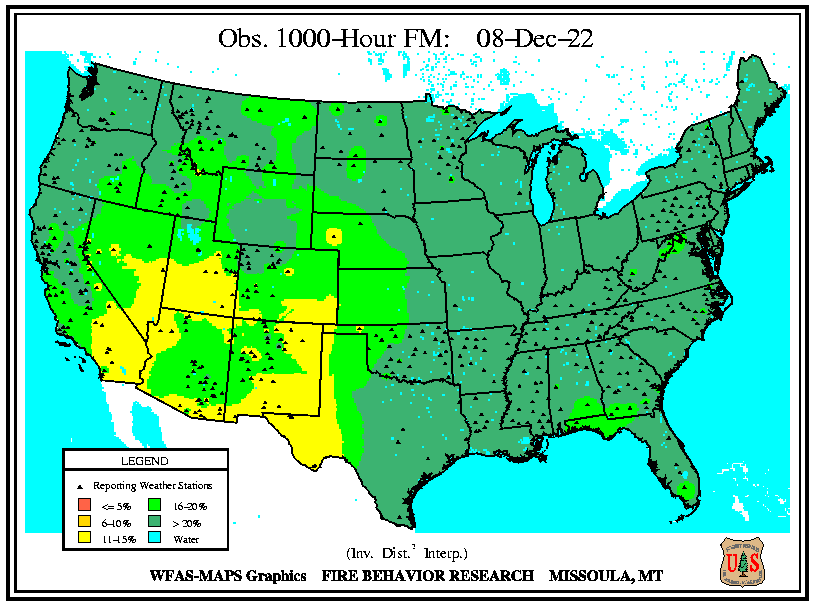 Obs. 1000-Hour FM: 08-Dec-22
LEGEND
Reporting Weather Stations
<= 5% 16-20%
6-10% > 20%
11-15% Water
(Inv. Dist.² Interp.)
WFAS-MAPS Graphics FIRE BEHAVIOR RESEARCH MISSOULA, MT
U S